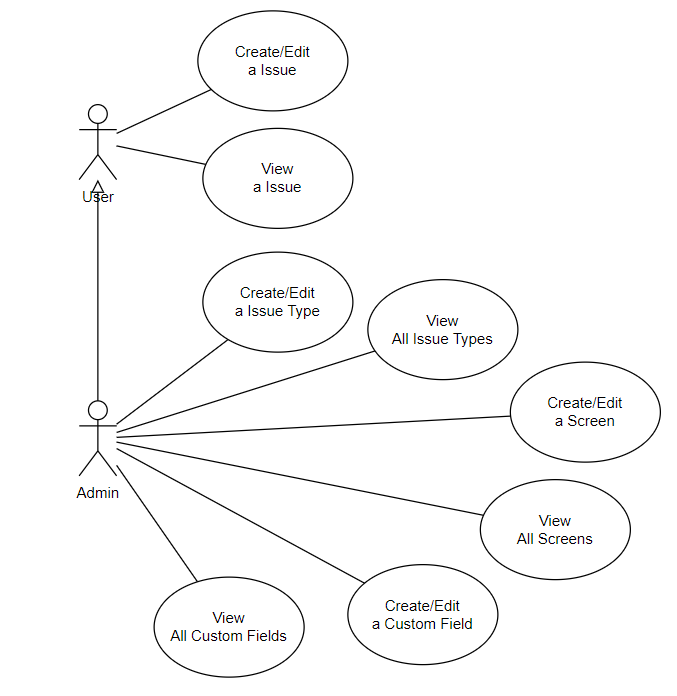 Create/Edit
a Issue
User
View
a Issue
Create/Edit
a Issue Type
View
All Issue Types
Create/Edit
a Screen
Admin
View
All Screens
Create/Edit
a Custom Field
View
All Custom Fields